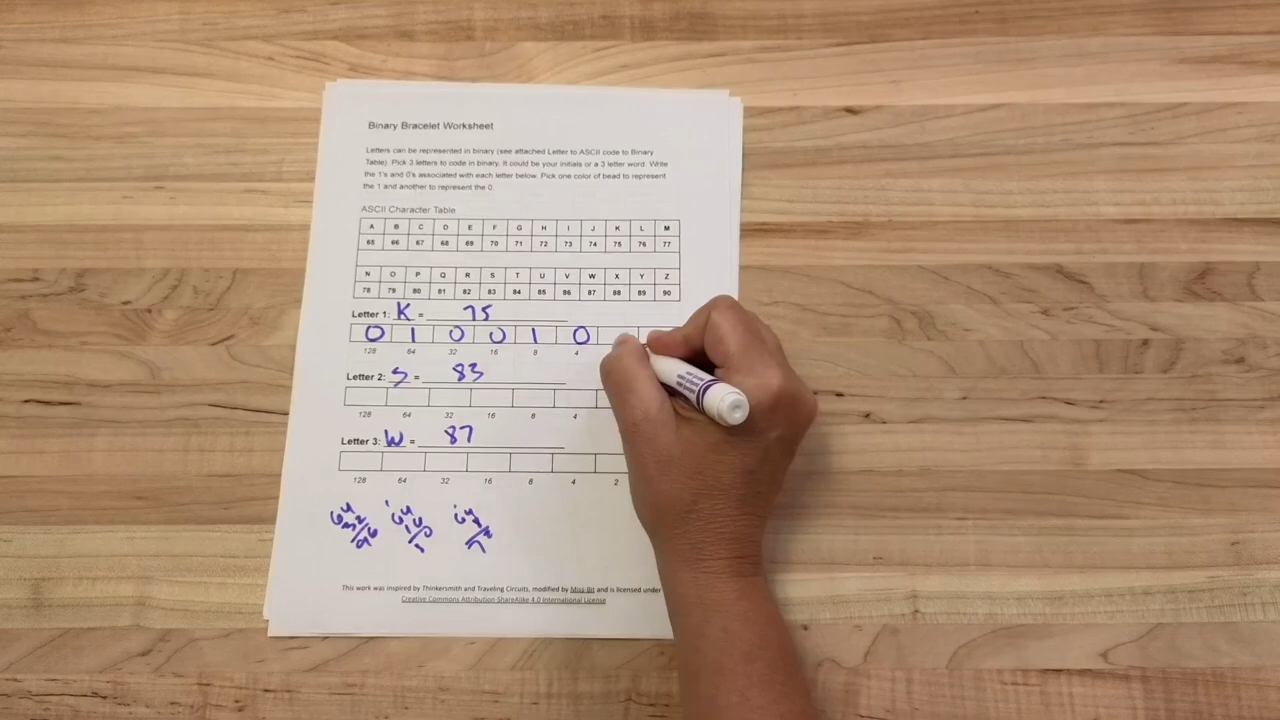 Binary Bracelet Worksheet
Letters can be represented in binary (see attached Letter to ASCII code to Binary
Table). Pick 3 letters to code in binary. It could be your initials or a 3 letter word. Write
the 1's and 0's associated with each letter below. Pick one color of bead to represent
the 1 and another to represent the 0.
ASCII Character Table
A B C D E F G H I J K L M
65 66 67 68 69 70 71 72 73 74 75 76 77
N O P Q R S T U V W X Y Z
78 79 80 81 82 83 84 85 86 87 88 89 90
Letter 1: K = 75
0 1 0 0 1 0
128 64 32 16 8 4
Letter 2: S = 83
128 64 32 16 8 4
Letter 3: W = 87
128 64 32 16 8 4 2
64
32
96
This work was inspired by Thinkersmith and Traveling Circuits, modified by Miss Bit and is licensed under
Creative Commons Attribution-ShareAlike 4.0 International License